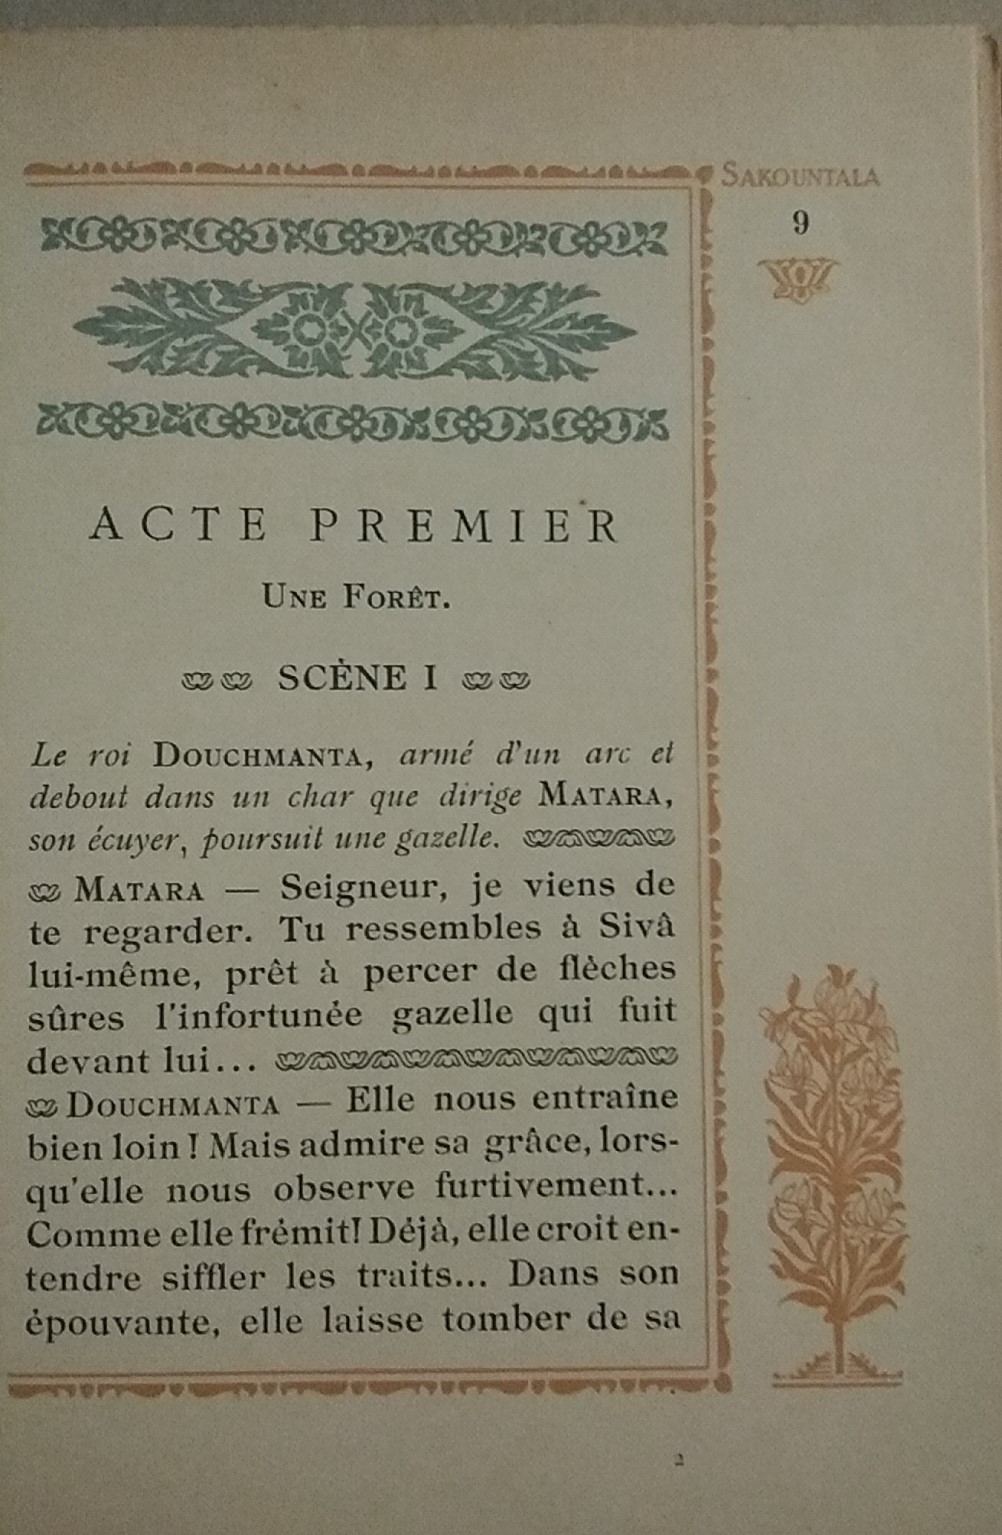 SAKOUNTALA
9
ACTE PREMIER
UNE FORÊT.
SCÈNE I
Le roi DOUCHMANTA, armé d'un arc et
debout dans un char que dirige MATARA,
son écuyer, poursuit une gazelle.
MATARA — Seigneur, je viens de
te regarder. Tu ressembles à Sivâ
lui-même, prêt à percer de flèches
sûres l'infortunée gazelle qui fuit
devant lui...
DOUCHMANTA — Elle nous entraîne
bien loin ! Mais admire sa grâce, lors-
qu'elle nous observe furtivement...
Comme elle frémit! Déjà, elle croit en-
tendre siffler les traits... Dans son
épouvante, elle laisse tomber de sa
2